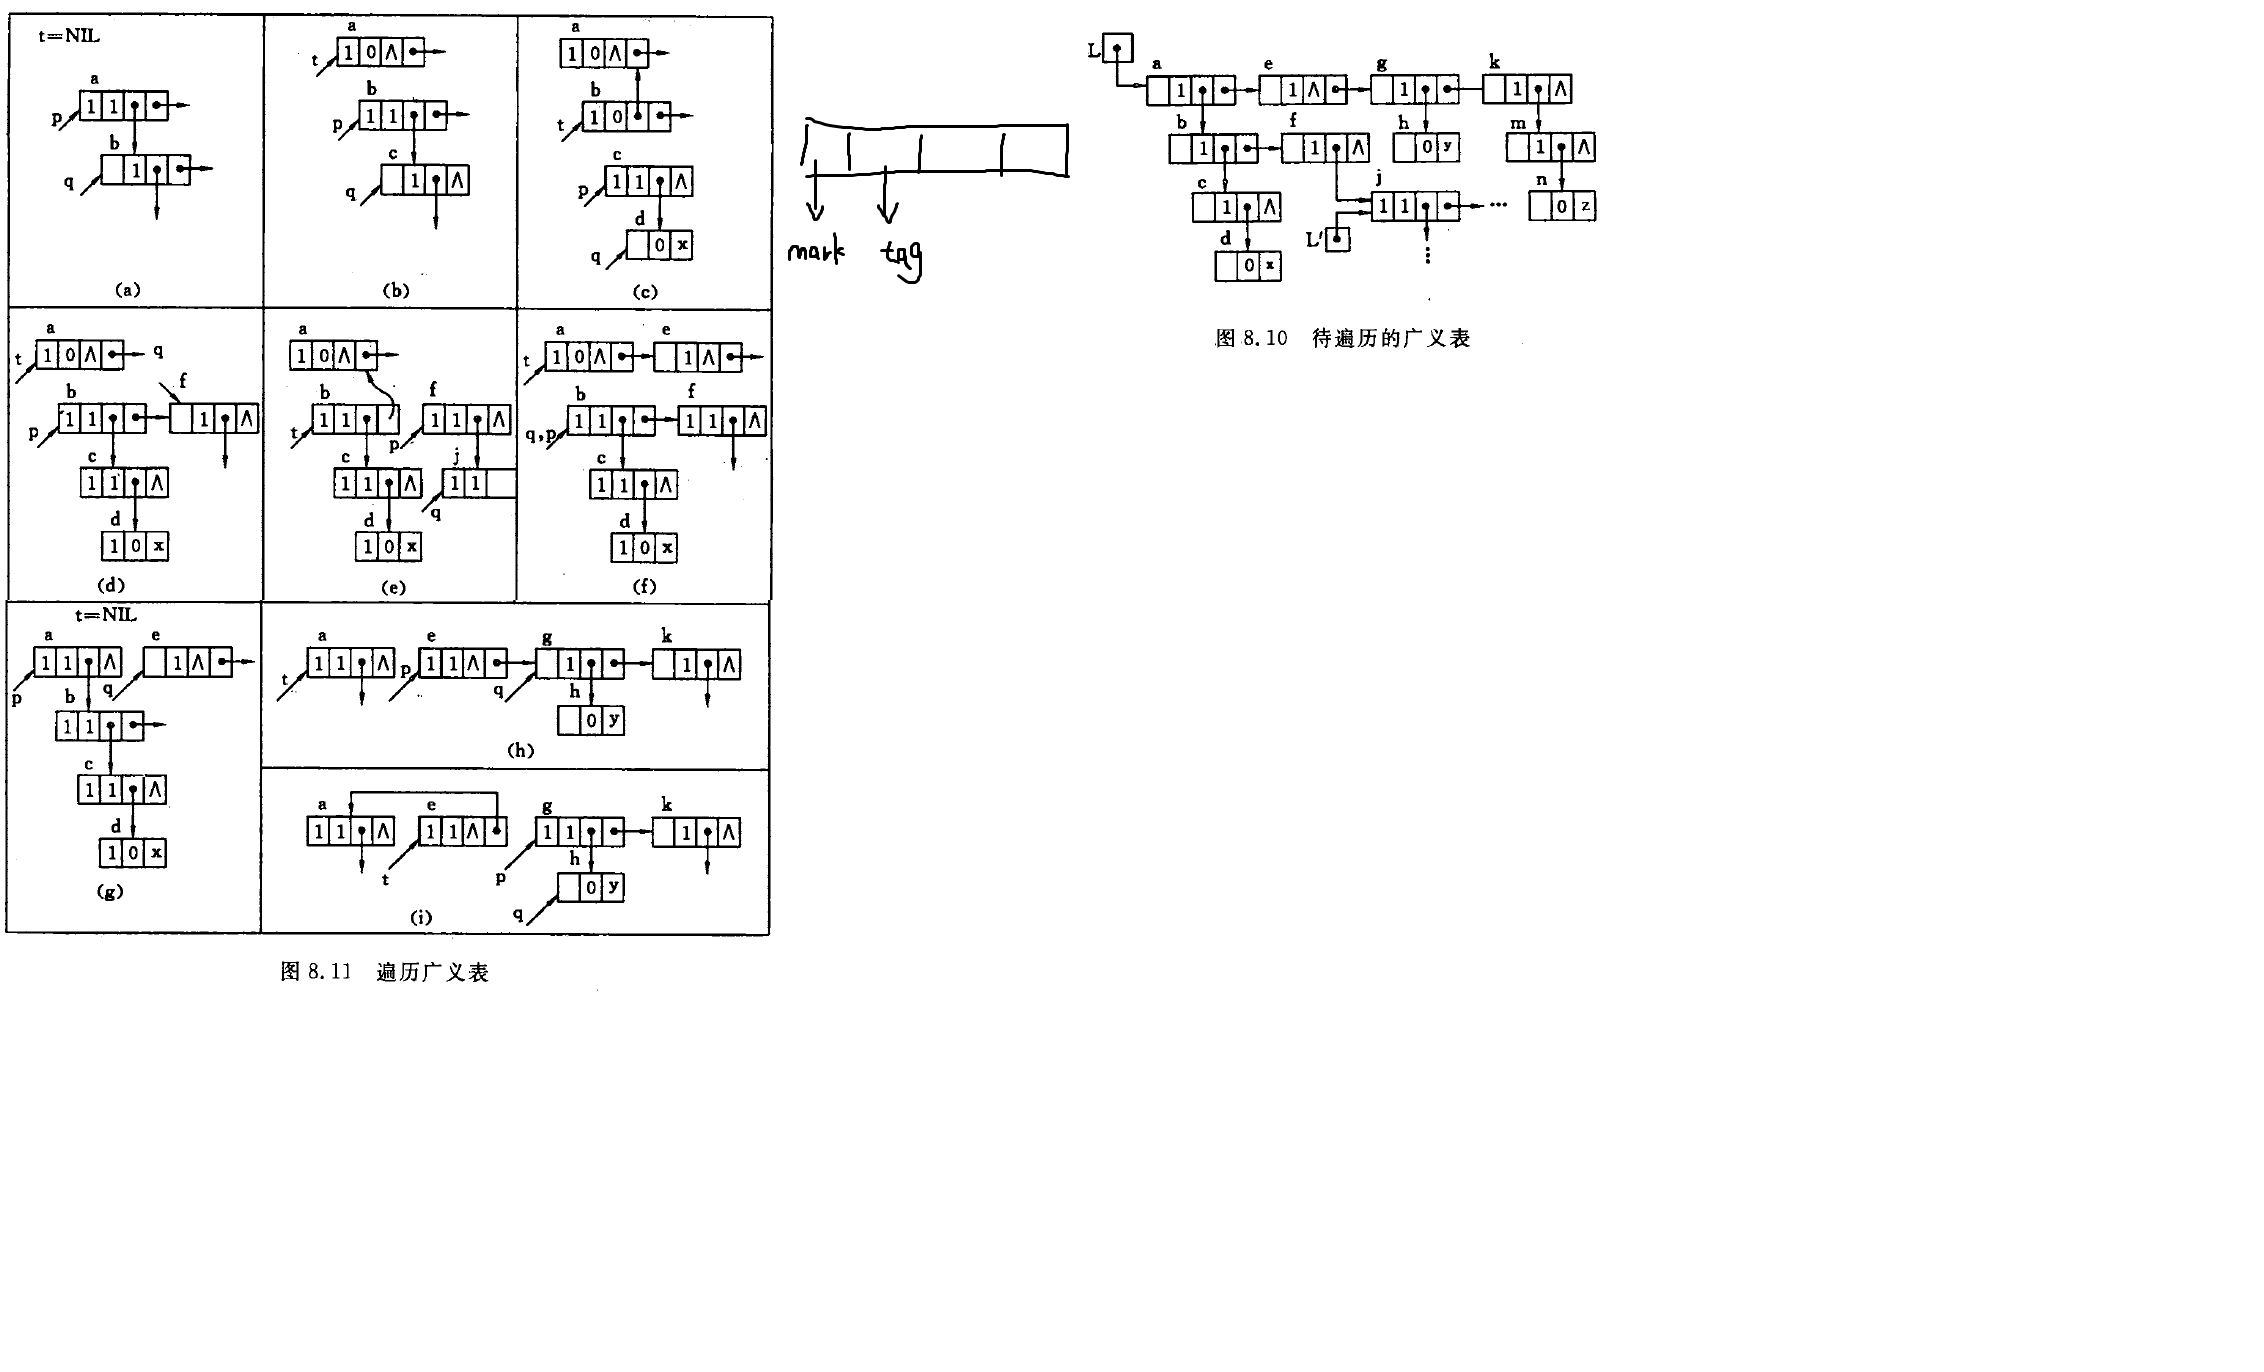 t=NIL
a
p 1 1
b
q 1
(a)
a
t 1 0 Λ
b
p 1 1
c
q 1 Λ
(b)
a
1 0 Λ
b
t 1 0
c
p 1 1 Λ
d
q 0 x
(c)
a
t 1 0 Λ q
b f
p 1 1 1 Λ
c
1 1 Λ
d
1 0 x
(d)
a
1 0 Λ
b f
t 1 1 p 1 1 Λ
c j
1 1 Λ q 1 1
d
1 0 x
(e)
a e
t 1 0 Λ 1 Λ
b f
q,p 1 1 1 1 Λ
c
1 1 Λ
d
1 0 x
(f)
t=NIL
a e
p 1 1 Λ q 1 Λ
b
1 1
c
1 1 Λ
d
1 0 x
(g)
a e g k
t 1 1 Λ p 1 1 Λ q 1 1 Λ
h
0 y
(h)
a e g k
1 1 Λ t 1 1 Λ p 1 1 1 Λ
h
q 0 y
(i)
图 8.11 遍历广义表
mark tag
L
a e g k
1 1 Λ 1 1 Λ
b f h m
1 1 Λ 0 y 1 Λ
c j n
1 Λ 1 1 ··· 0 z
d L′
0 x
⋮
图 8.10 待遍历的广义表